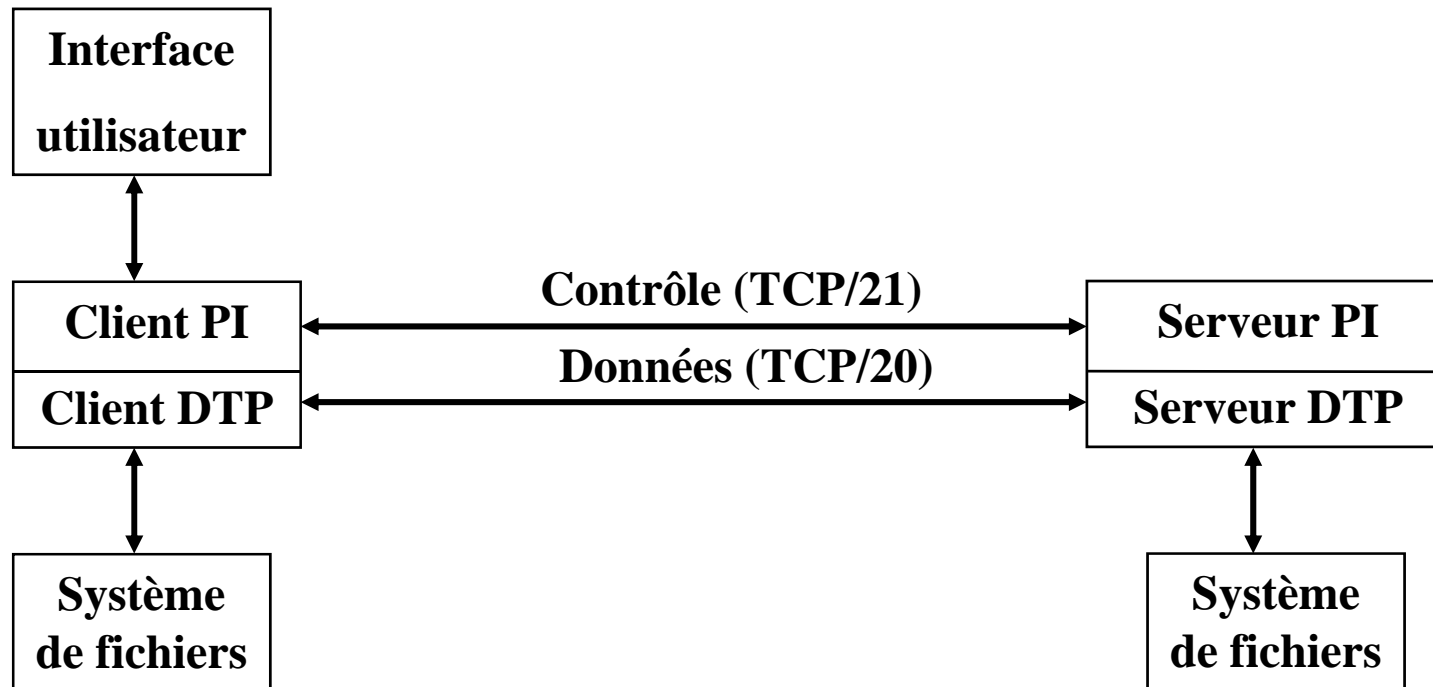 Interface
utilisateur
Contrôle (TCP/21)
Client PI
Serveur PI
Données (TCP/20)
Client DTP
Serveur DTP
Système
de fichiers
Système
de fichiers